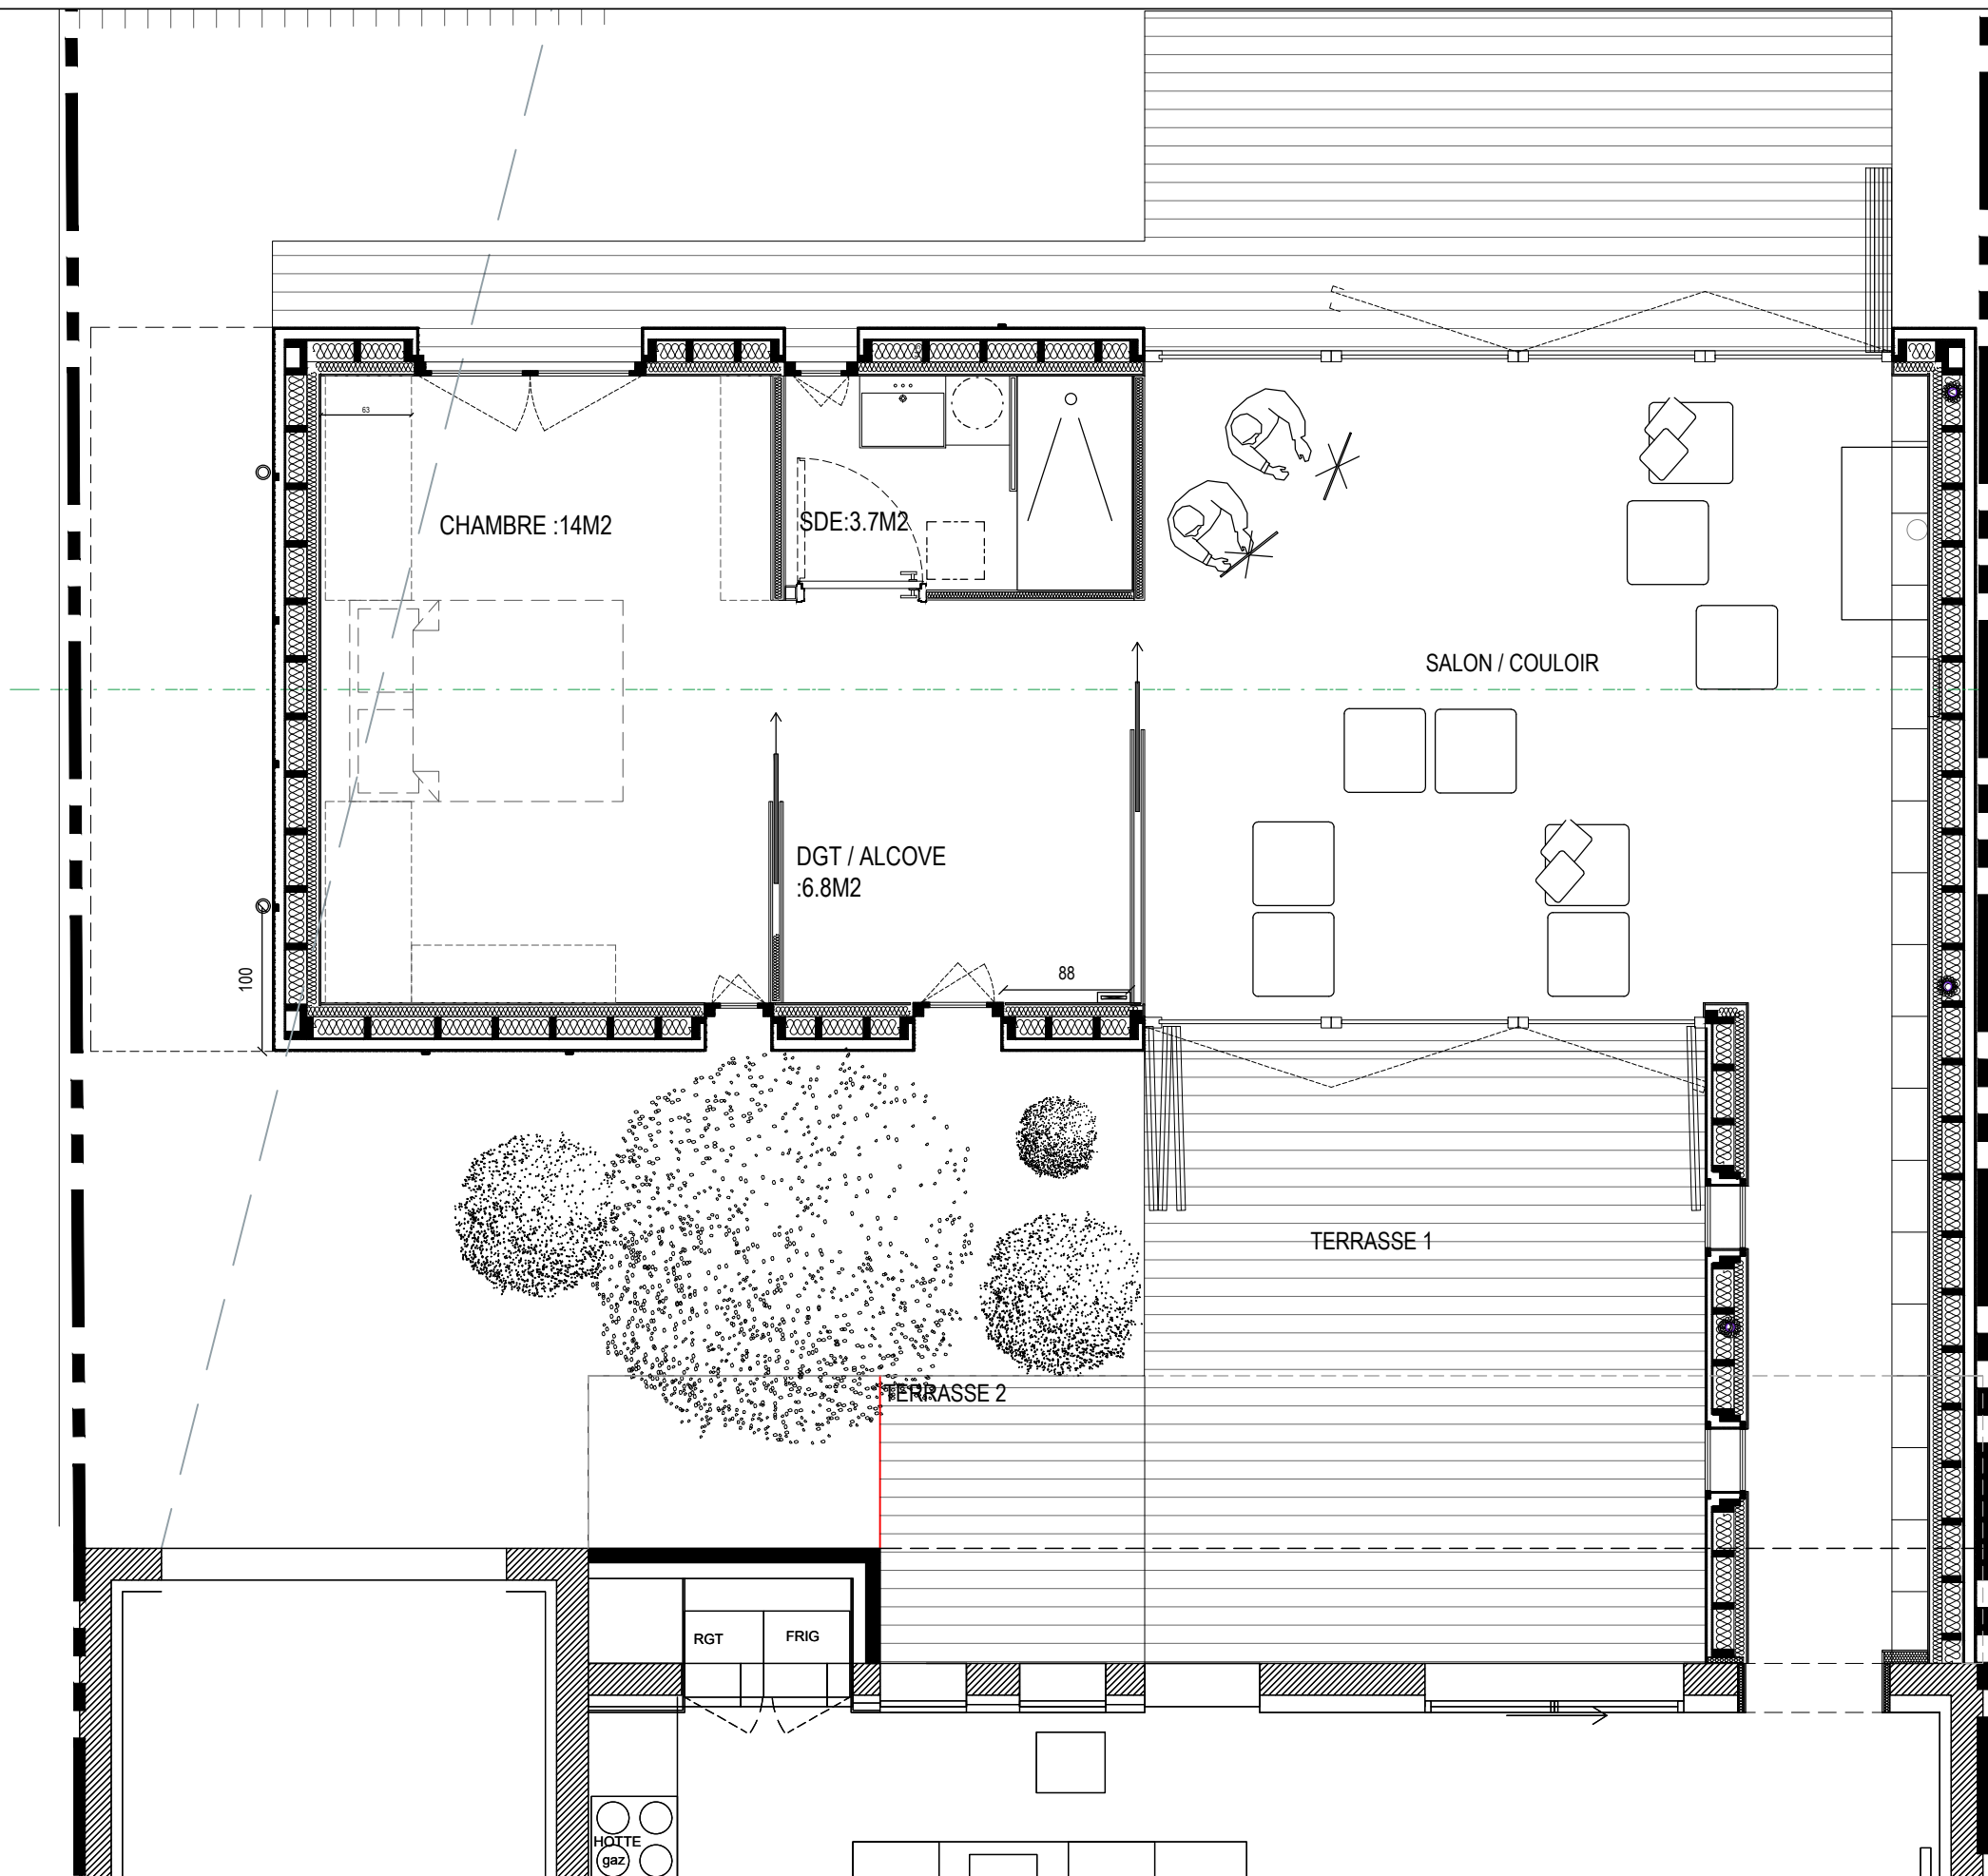 63
CHAMBRE :14M2
SDE:3.7M2
SALON / COULOIR
DGT / ALCOVE
:6.8M2
100
88
TERRASSE 1
TERRASSE 2
RGT
FRIG
HOTTE
gaz